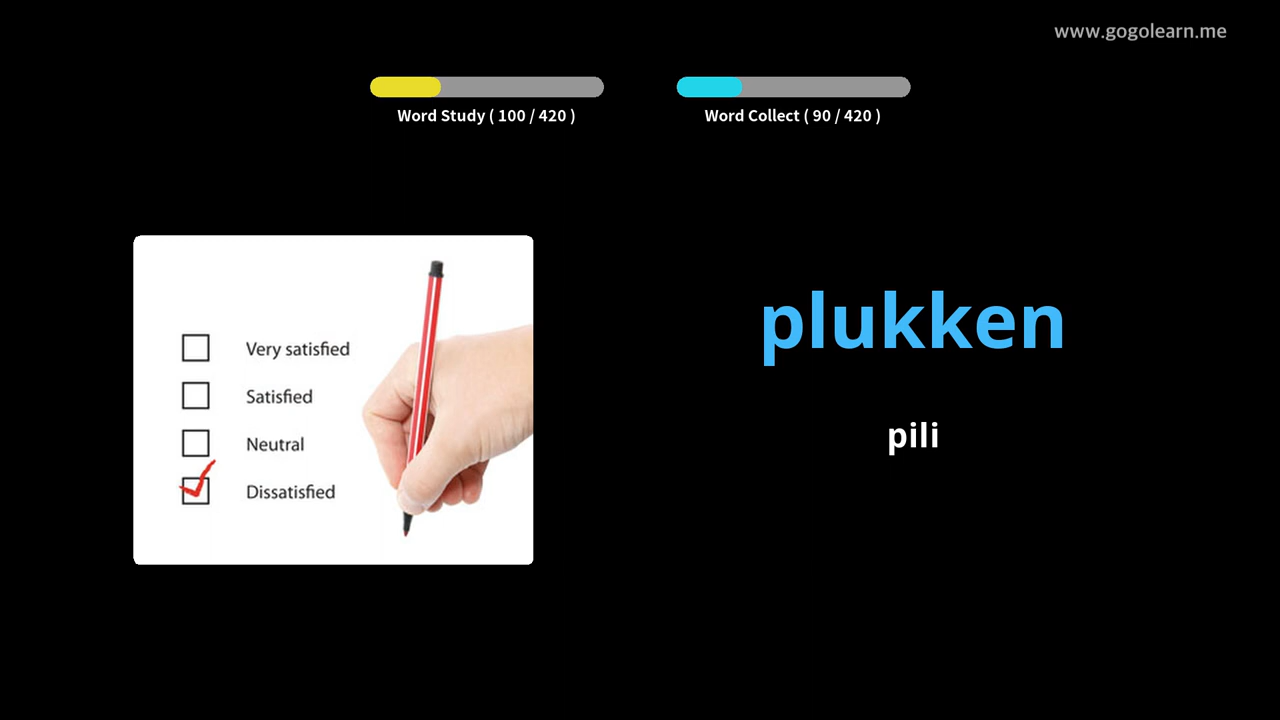 www.gogolearn.me
Word Study ( 100 / 420 )
Word Collect ( 90 / 420 )
Very satisfied
Satisfied
Neutral
Dissatisfied
plukken
pili